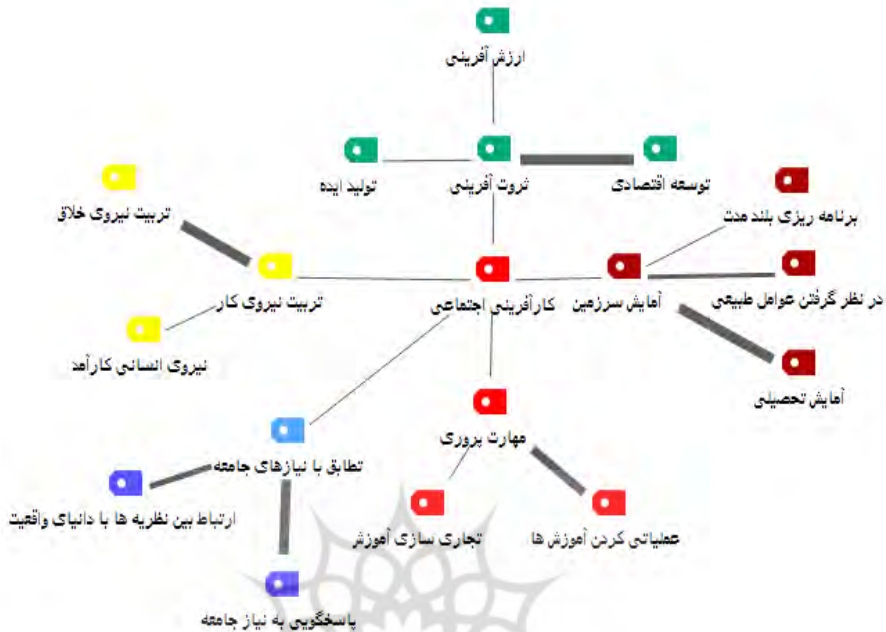 ارزش آفرینی
تولید ایده
ثروت آفرینی
توسعه اقتصادی
تربیت نیروی خلاق
برنامه ریزی بلند مدت
تربیت نیروی کار
کارآفرینی اجتماعی
آمایش سرزمین
در نظر گرفتن عوامل طبیعی
نیروی انسانی کارآمد
آمایش تحصیلی
مهارت پروری
تطابق با نیازهای جامعه
ارتباط بین نظریه ها با دانیای واقعیت
تجاری سازی آموزش
عملیاتی کردن آموزش ها
پاسخگویی به نیاز جامعه